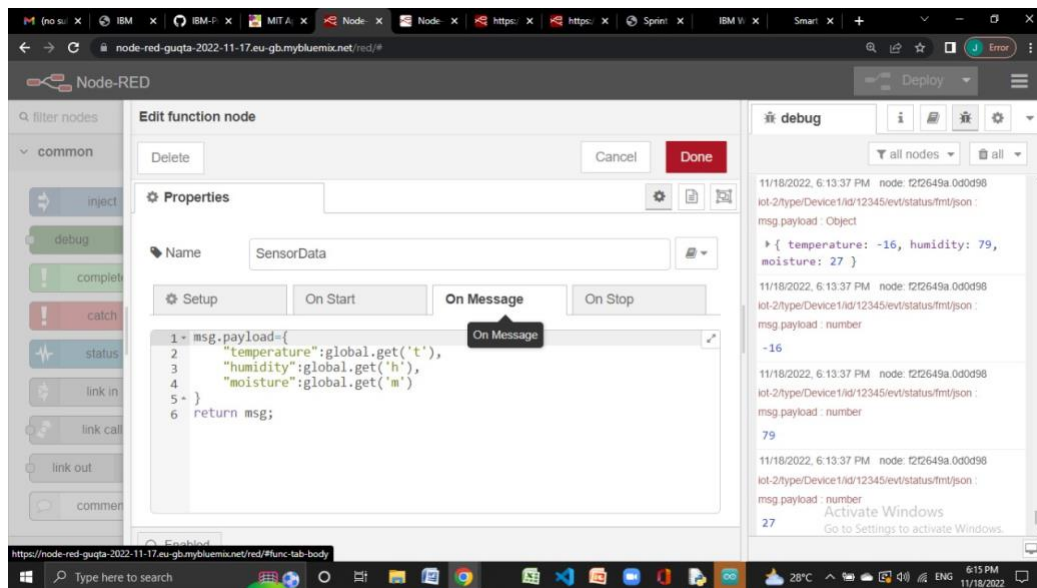 M (no sul x
IBM x
IBM-P x
MIT A x
Node- x
Node- x
https:/ x
https:/ x
Sprint x
IBM W x
Smart x
node-red-guqta-2022-11-17.eu-gb.mybluemix.net/red/#
J Error
Node-RED
Deploy
filter nodes
common
inject
debug
complete
catch
status
link in
link call
link out
commen
Edit function node
Delete
Cancel
Done
Properties
Name
SensorData
Setup
On Start
On Message
On Stop
On Message
1 msg.payload={
2 "temperature":global.get('t'),
3 "humidity":global.get('h'),
4 "moisture":global.get('m')
5 }
6 return msg;
Enabled
debug
i
all nodes
all
11/18/2022, 6:13:37 PM node: f2f2649a.0d0d98
iot-2/type/Device1/id/12345/evt/status/fmt/json :
msg.payload : Object
{ temperature: -16, humidity: 79,
moisture: 27 }
11/18/2022, 6:13:37 PM node: f2f2649a.0d0d98
iot-2/type/Device1/id/12345/evt/status/fmt/json :
msg.payload : number
-16
11/18/2022, 6:13:37 PM node: f2f2649a.0d0d98
iot-2/type/Device1/id/12345/evt/status/fmt/json :
msg.payload : number
79
11/18/2022, 6:13:37 PM node: f2f2649a.0d0d98
iot-2/type/Device1/id/12345/evt/status/fmt/json :
msg.payload : number
27
Activate Windows
Go to Settings to activate Windows.
https://node-red-guqta-2022-11-17.eu-gb.mybluemix.net/red/#func-tab-body
Type here to search
28°C
ENG
6:15 PM
11/18/2022